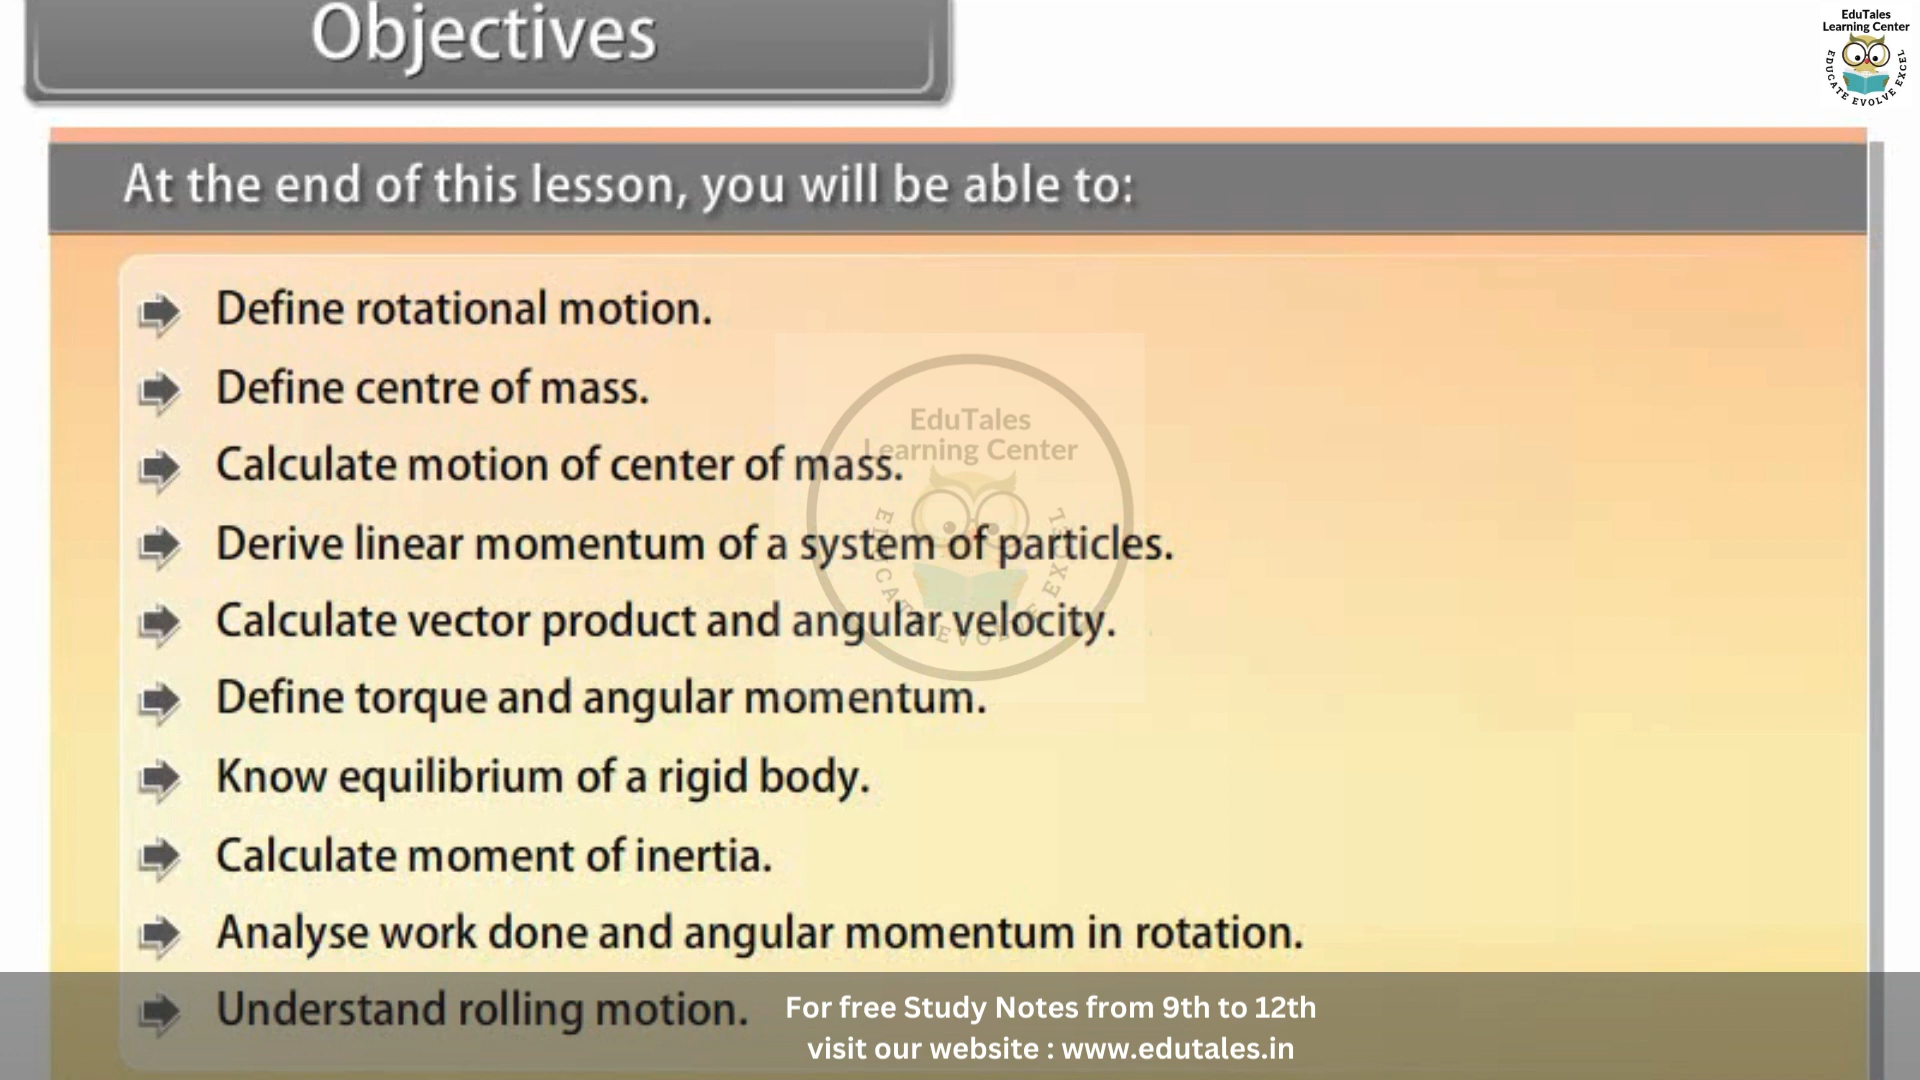 Objectives
EduTales
Learning Center
EDUCATE EVOLVE EXCEL
At the end of this lesson, you will be able to:
Define rotational motion.
Define centre of mass.
Calculate motion of center of mass.
Derive linear momentum of a system of particles.
Calculate vector product and angular velocity.
Define torque and angular momentum.
Know equilibrium of a rigid body.
Calculate moment of inertia.
Analyse work done and angular momentum in rotation.
Understand rolling motion.
EduTales
Learning Center
EDUCATE EVOLVE EXCEL
For free Study Notes from 9th to 12th
visit our website : www.edutales.in